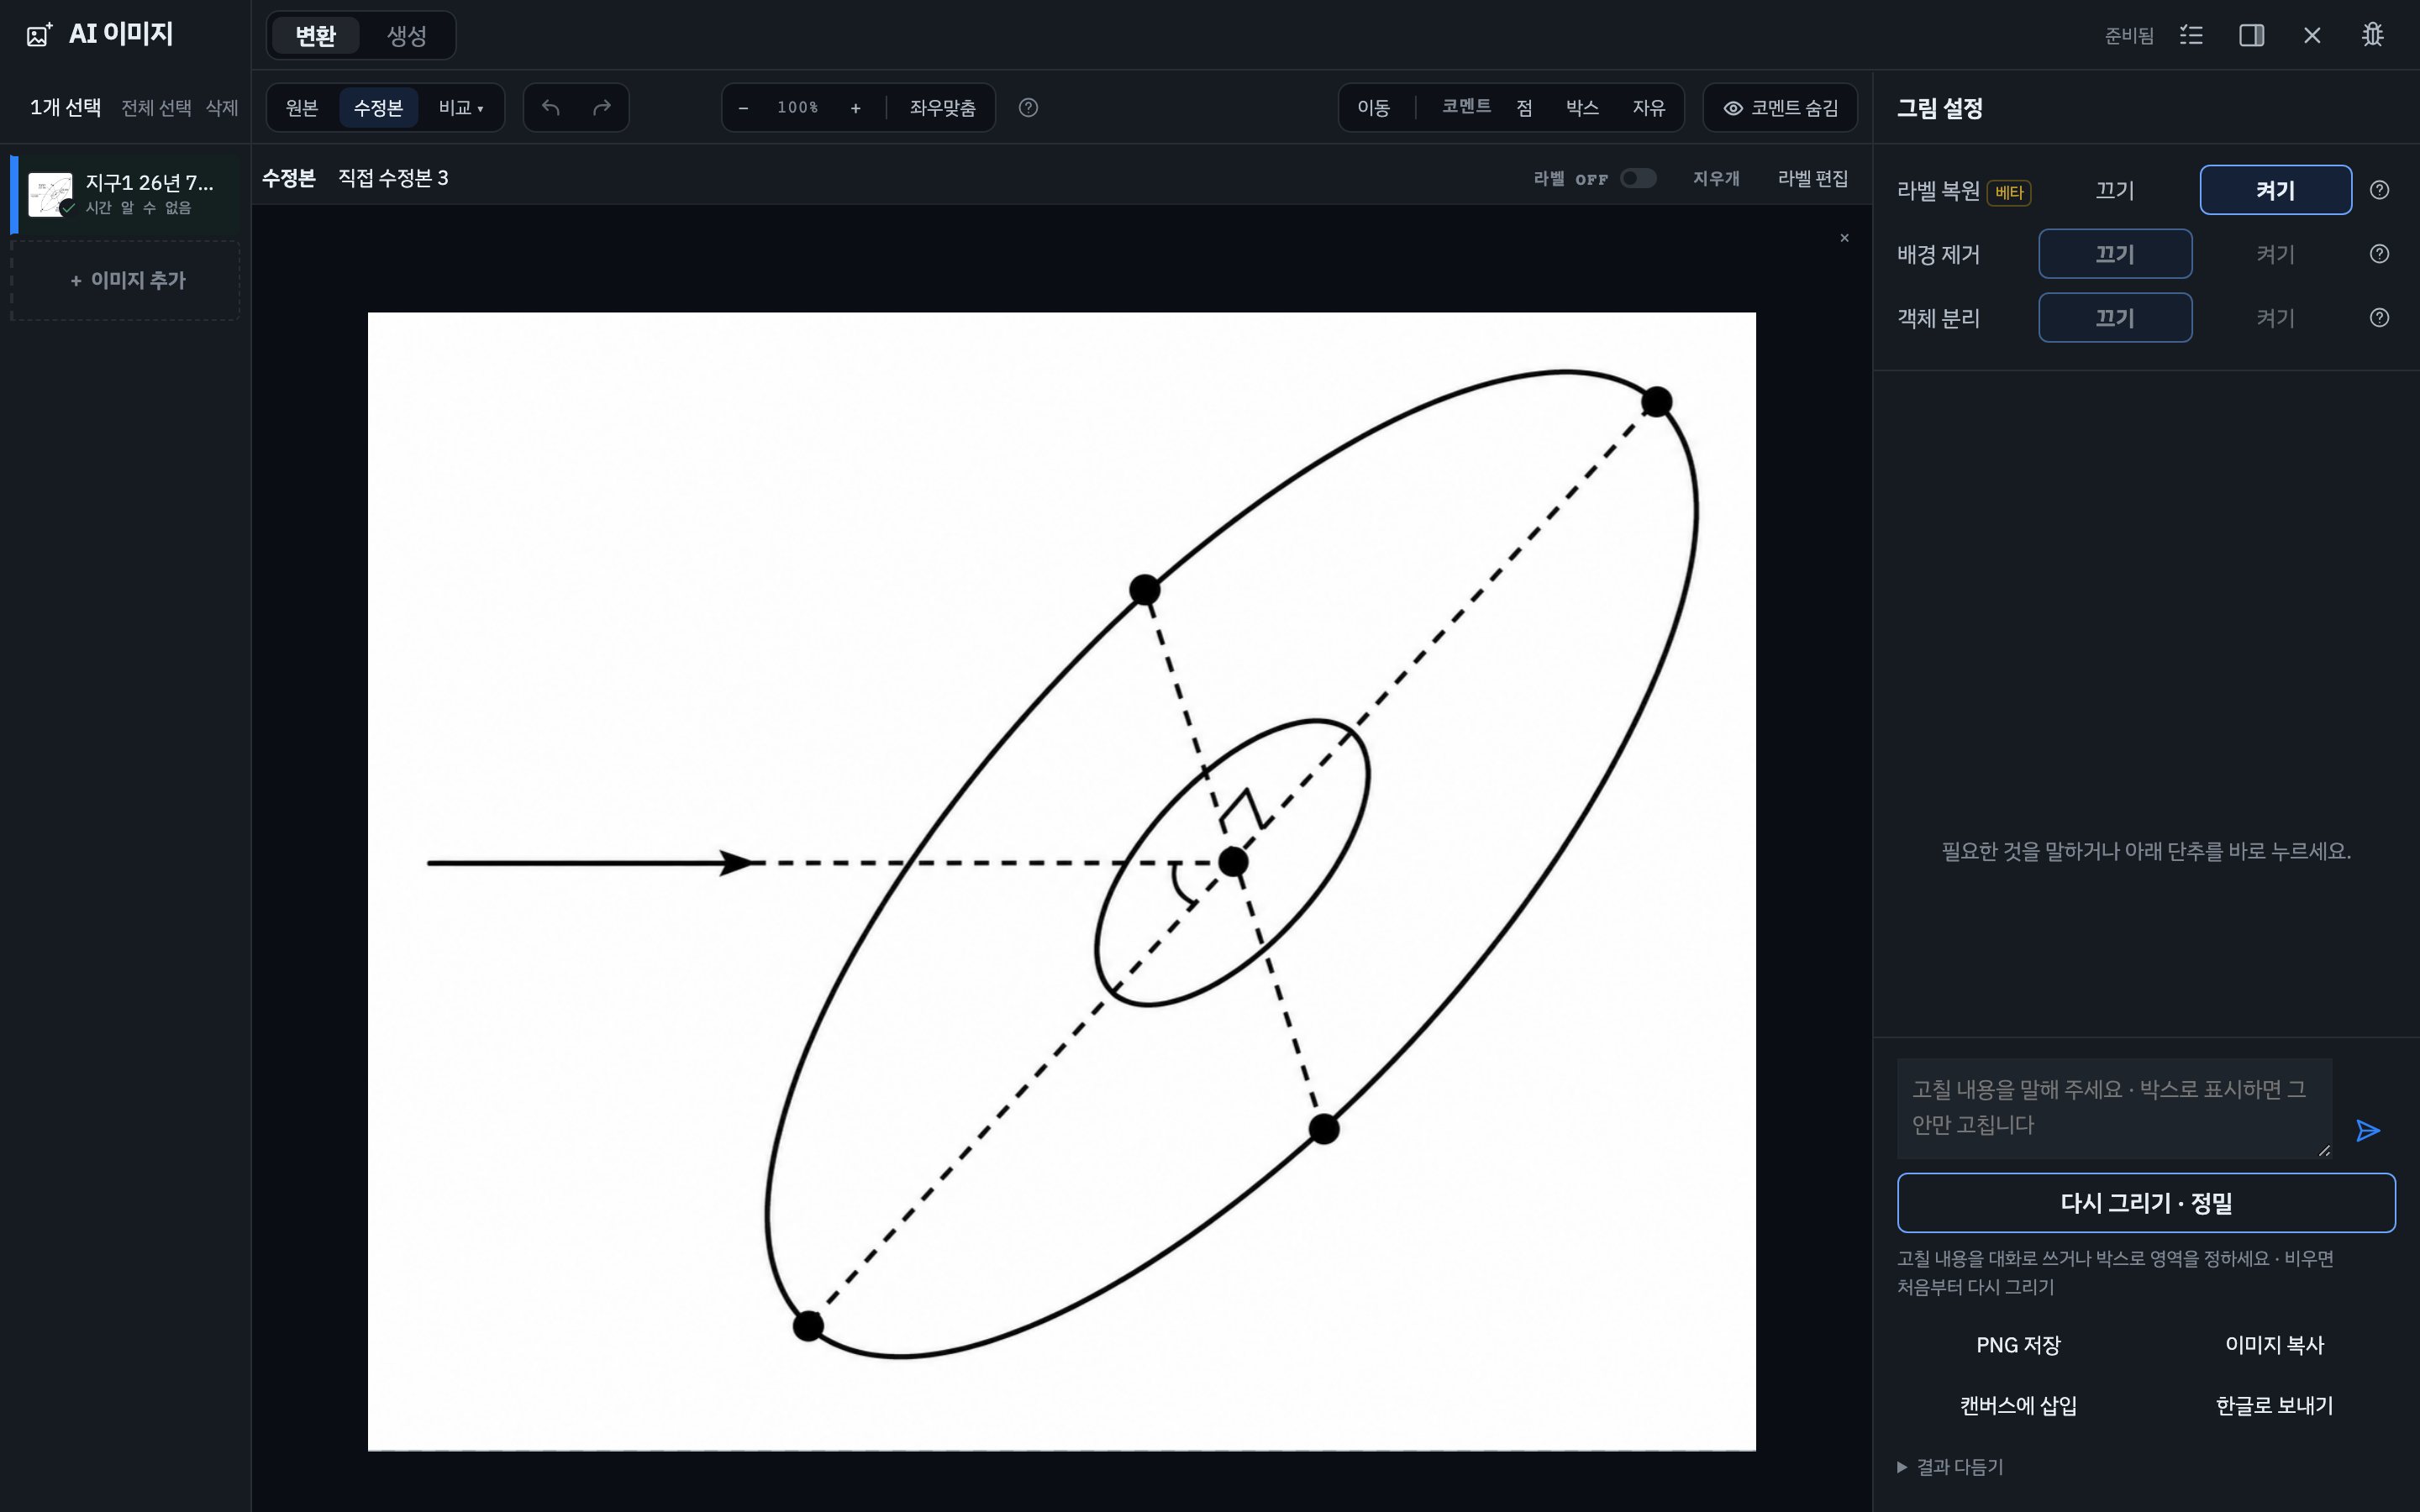 AI 이미지
변환
생성
준비됨
1개 선택
전체 선택
삭제
원본
수정본
비교 ▾
− 100% +
좌우맞춤
이동
코멘트
점
박스
자유
코멘트 숨김
그림 설정
지구1 26년 7...
시간 알 수 없음
+ 이미지 추가
수정본
직접 수정본 3
라벨 OFF
지우개
라벨 편집
라벨 복원 베타
끄기
켜기
배경 제거
끄기
켜기
객체 분리
끄기
켜기
필요한 것을 말하거나 아래 단추를 바로 누르세요.
고칠 내용을 말해 주세요 · 박스로 표시하면 그
안만 고칩니다
다시 그리기 · 정밀
고칠 내용을 대화로 쓰거나 박스로 영역을 정하세요 · 비우면
처음부터 다시 그리기
PNG 저장
이미지 복사
캔버스에 삽입
한글로 보내기
▶ 결과 다듬기